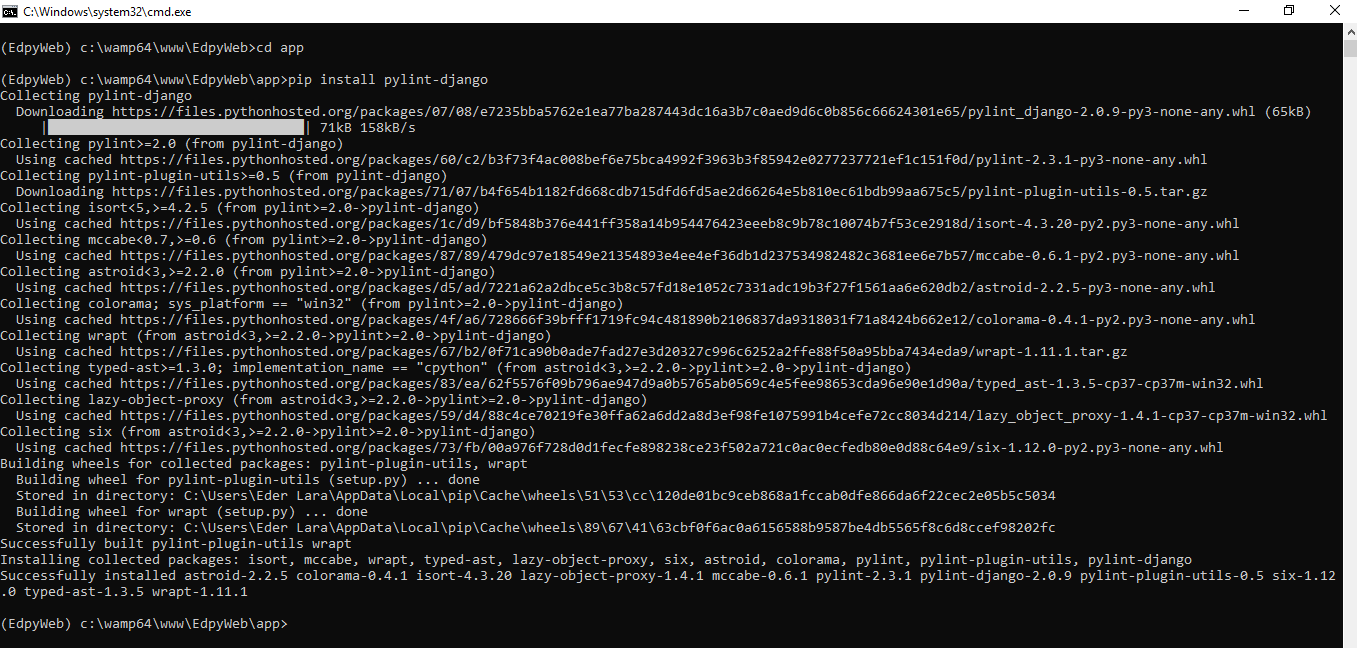 C:\Windows\system32\cmd.exe
(EdpyWeb) c:\wamp64\www\EdpyWeb>cd app
(EdpyWeb) c:\wamp64\www\EdpyWeb\app>pip install pylint-django
Collecting pylint-django
  Downloading https://files.pythonhosted.org/packages/07/08/e7235bba5762e1ea77ba287443dc16a3b7c0aed9d6c0b856c66624301e65/pylint_django-2.0.9-py3-none-any.whl (65kB)
| | 71kB 158kB/s
Collecting pylint>=2.0 (from pylint-django)
  Using cached https://files.pythonhosted.org/packages/60/c2/b3f73f4ac008bef6e75bca4992f3963b3f85942e0277237721ef1c151f0d/pylint-2.3.1-py3-none-any.whl
Collecting pylint-plugin-utils>=0.5 (from pylint-django)
  Downloading https://files.pythonhosted.org/packages/71/07/b4f654b1182fd668cdb715dfd6fd5ae2d66264e5b810ec61bdb99aa675c5/pylint-plugin-utils-0.5.tar.gz
Collecting isort<5,>=4.2.5 (from pylint>=2.0->pylint-django)
  Using cached https://files.pythonhosted.org/packages/1c/d9/bf5848b376e441ff358a14b954476423eeeb8c9b78c10074b7f53ce2918d/isort-4.3.20-py2.py3-none-any.whl
Collecting mccabe<0.7,>=0.6 (from pylint>=2.0->pylint-django)
  Using cached https://files.pythonhosted.org/packages/87/89/479dc97e18549e21354893e4ee4ef36db1d237534982482c3681ee6e7b57/mccabe-0.6.1-py2.py3-none-any.whl
Collecting astroid<3,>=2.2.0 (from pylint>=2.0->pylint-django)
  Using cached https://files.pythonhosted.org/packages/d5/ad/7221a62a2dbce5c3b8c57fd18e1052c7331adc19b3f27f1561aa6e620db2/astroid-2.2.5-py3-none-any.whl
Collecting colorama; sys_platform == "win32" (from pylint>=2.0->pylint-django)
  Using cached https://files.pythonhosted.org/packages/4f/a6/728666f39bfff1719fc94c481890b2106837da9318031f71a8424b662e12/colorama-0.4.1-py2.py3-none-any.whl
Collecting wrapt (from astroid<3,>=2.2.0->pylint>=2.0->pylint-django)
  Using cached https://files.pythonhosted.org/packages/67/b2/0f71ca90b0ade7fad27e3d20327c996c6252a2ffe88f50a95bba7434eda9/wrapt-1.11.1.tar.gz
Collecting typed-ast>=1.3.0; implementation_name == "cpython" (from astroid<3,>=2.2.0->pylint>=2.0->pylint-django)
  Using cached https://files.pythonhosted.org/packages/83/ea/62f5576f09b796ae947d9a0b5765ab0569c4e5fee98653cda96e90e1d90a/typed_ast-1.3.5-cp37-cp37m-win32.whl
Collecting lazy-object-proxy (from astroid<3,>=2.2.0->pylint>=2.0->pylint-django)
  Using cached https://files.pythonhosted.org/packages/59/d4/88c4ce70219fe30ffa62a6dd2a8d3ef98fe1075991b4cefe72cc8034d214/lazy_object_proxy-1.4.1-cp37-cp37m-win32.whl
Collecting six (from astroid<3,>=2.2.0->pylint>=2.0->pylint-django)
  Using cached https://files.pythonhosted.org/packages/73/fb/00a976f728d0d1fecfe898238ce23f502a721c0ac0ecfedb80e0d88c64e9/six-1.12.0-py2.py3-none-any.whl
Building wheels for collected packages: pylint-plugin-utils, wrapt
  Building wheel for pylint-plugin-utils (setup.py) ... done
  Stored in directory: C:\Users\Eder Lara\AppData\Local\pip\Cache\wheels\51\53\cc\120de01bc9ceb868a1fccab0dfe866da6f22cec2e05b5c5034
  Building wheel for wrapt (setup.py) ... done
  Stored in directory: C:\Users\Eder Lara\AppData\Local\pip\Cache\wheels\89\67\41\63cbf0f6ac0a6156588b9587be4db5565f8c6d8ccef98202fc
Successfully built pylint-plugin-utils wrapt
Installing collected packages: isort, mccabe, wrapt, typed-ast, lazy-object-proxy, six, astroid, colorama, pylint, pylint-plugin-utils, pylint-django
Successfully installed astroid-2.2.5 colorama-0.4.1 isort-4.3.20 lazy-object-proxy-1.4.1 mccabe-0.6.1 pylint-2.3.1 pylint-django-2.0.9 pylint-plugin-utils-0.5 six-1.12
.0 typed-ast-1.3.5 wrapt-1.11.1
(EdpyWeb) c:\wamp64\www\EdpyWeb\app>